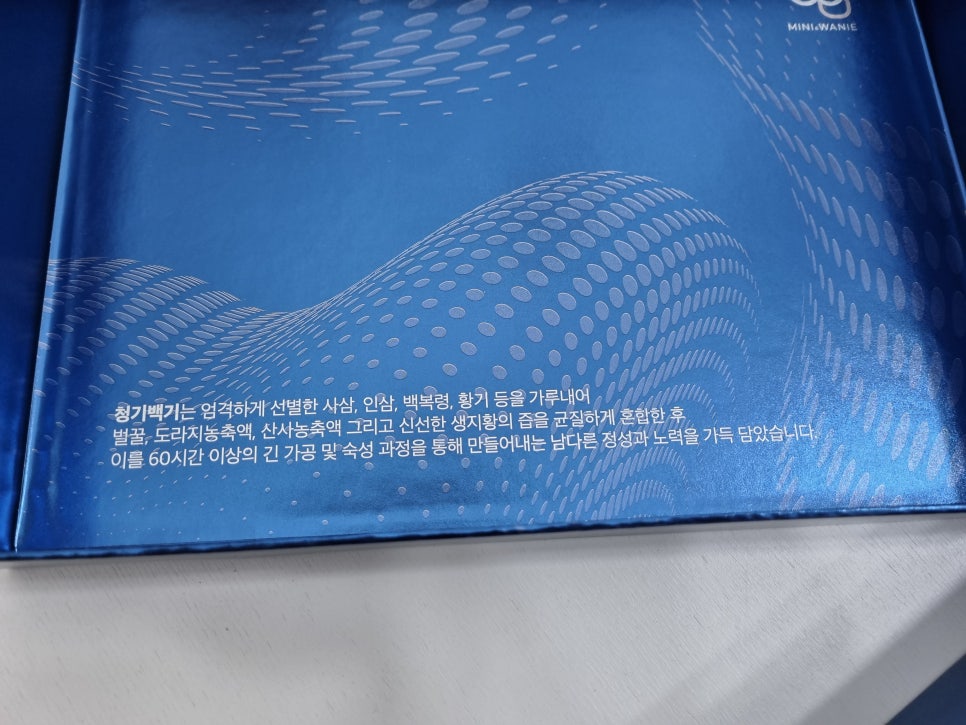 MINI&WANIE
청기백기는 엄격하게 선별한 사삼, 인삼, 백복령, 황기 등을 가루내어
벌꿀, 도라지농축액, 산사농축액 그리고 신선한 생지황의 즙을 균질하게 혼합한 후
이를 60시간 이상의 긴 가공 및 숙성 과정을 통해 만들어내는 남다른 정성과 노력을 가득 담았습니다.